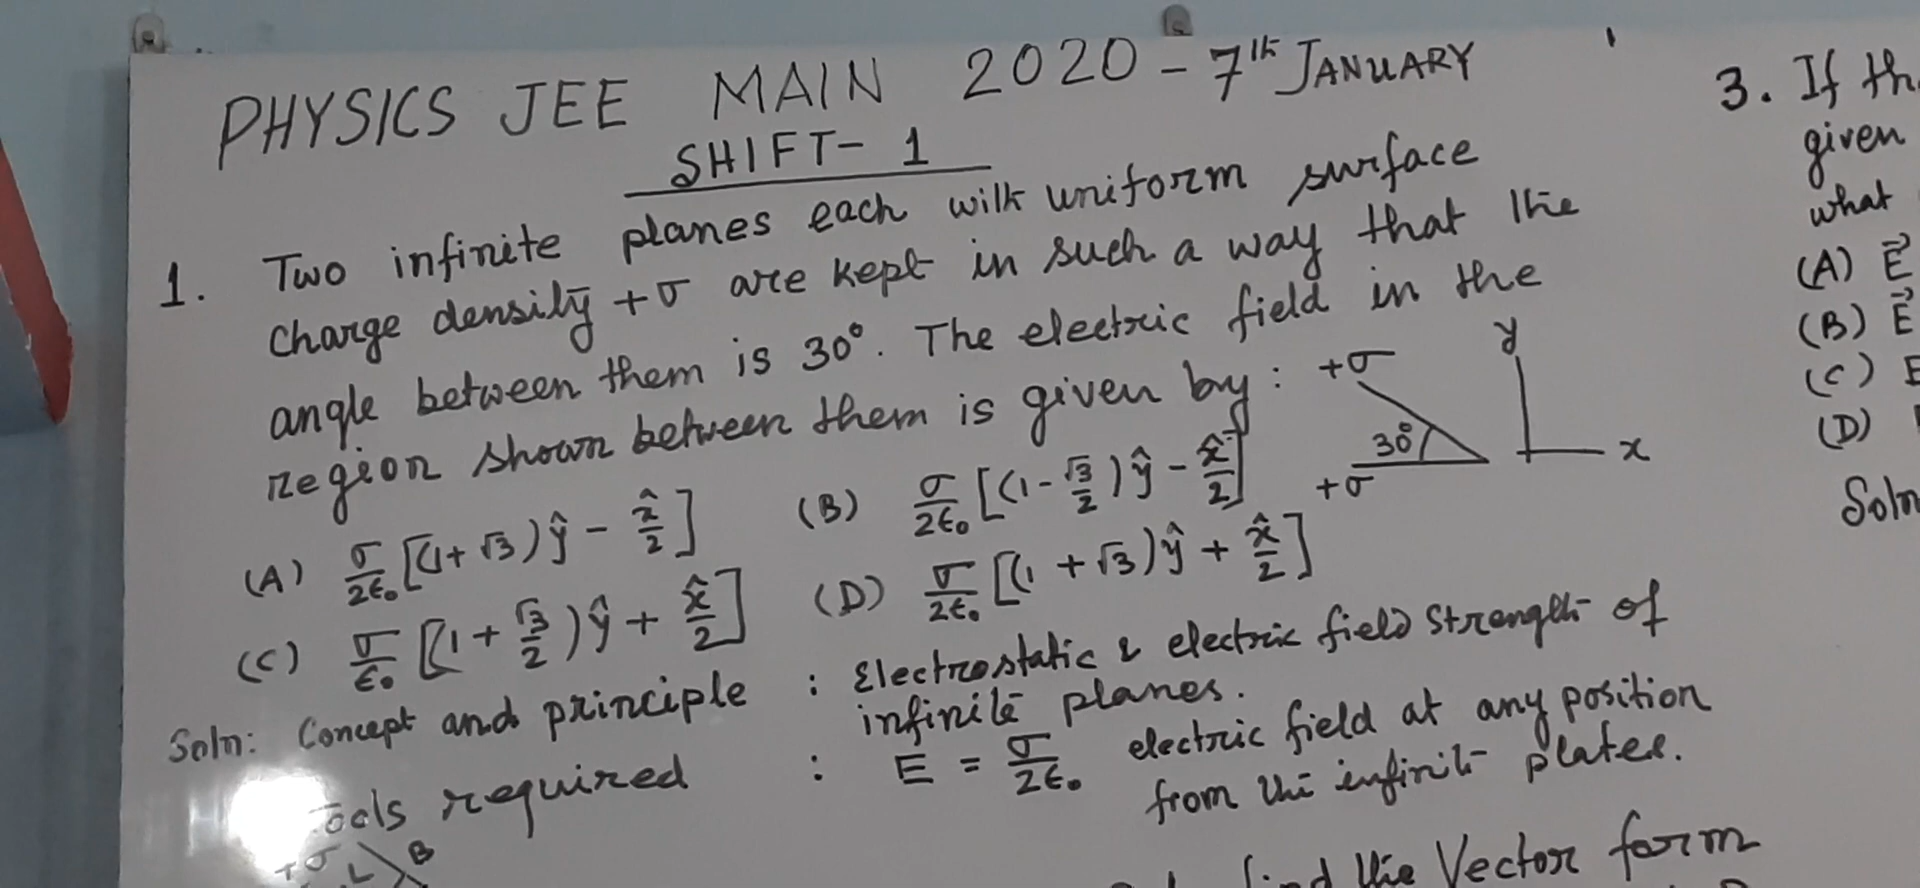 PHYSICS JEE MAIN 2020 - 7th JANUARY
SHIFT- 1
1. Two infinite planes each with uniform surface
charge density +σ are kept in such a way that the
angle between them is 30°. The electric field in the
region shown between them is given by :
+σ
30°
+σ
y
x
(A) σ/2ϵ₀ [(1+√3)ŷ - x̂/2]
(B) σ/2ϵ₀ [(1-√3/2)ŷ - x̂/2]
(C) σ/ϵ₀ [(1+√3/2)ŷ + x̂/2]
(D) σ/2ϵ₀ [(1+√3)ŷ + x̂/2]
Soln: Concept and principle : Electrostatic & electric field strength of
infinite planes.
required : E = σ/2ϵ₀ electric field at any position
from the infinite plates.
+σ L B
find the Vector form
3. If
given
what
(A) E⃗
(B) E⃗
(C) E
(D)
Soln